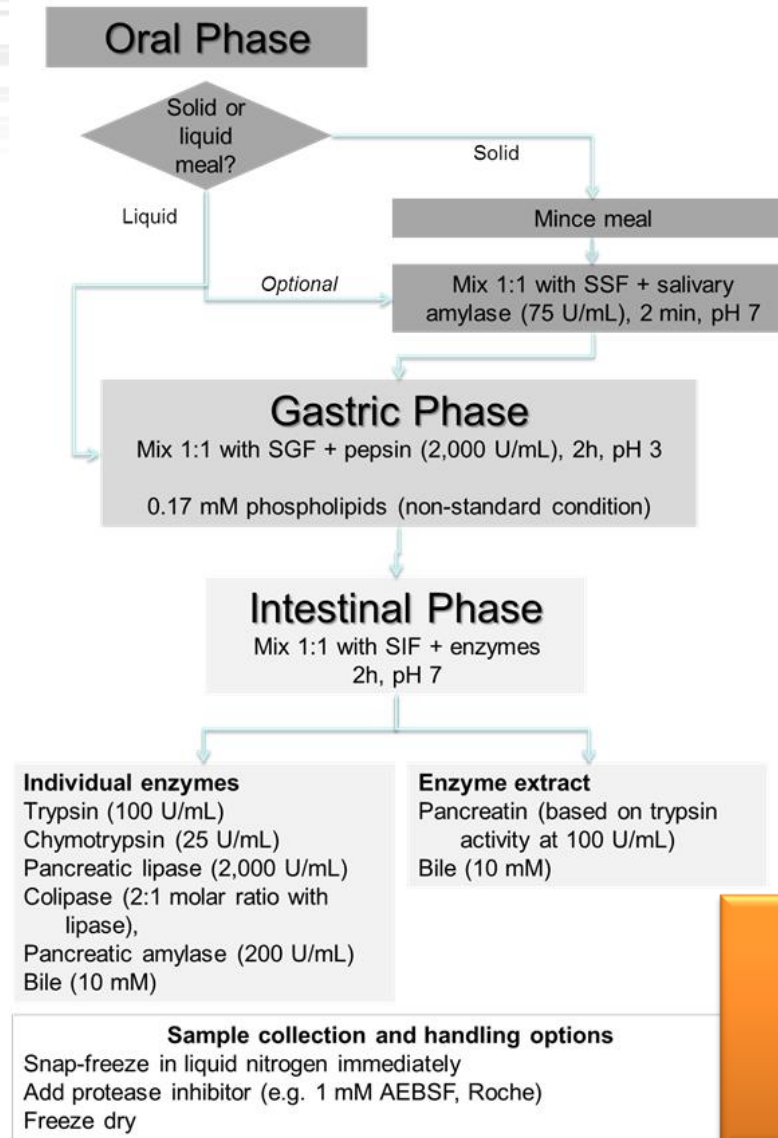 Oral Phase
Solid or
liquid
meal?
Solid
Liquid
Mince meal
Optional
Mix 1:1 with SSF + salivary
amylase (75 U/mL), 2 min, pH 7
Gastric Phase
Mix 1:1 with SGF + pepsin (2,000 U/mL), 2h, pH 3
0.17 mM phospholipids (non-standard condition)
Intestinal Phase
Mix 1:1 with SIF + enzymes
2h, pH 7
Individual enzymes
Trypsin (100 U/mL)
Chymotrypsin (25 U/mL)
Pancreatic lipase (2,000 U/mL)
Colipase (2:1 molar ratio with
lipase),
Pancreatic amylase (200 U/mL)
Bile (10 mM)
Enzyme extract
Pancreatin (based on trypsin
activity at 100 U/mL)
Bile (10 mM)
Sample collection and handling options
Snap-freeze in liquid nitrogen immediately
Add protease inhibitor (e.g. 1 mM AEBSF, Roche)
Freeze dry